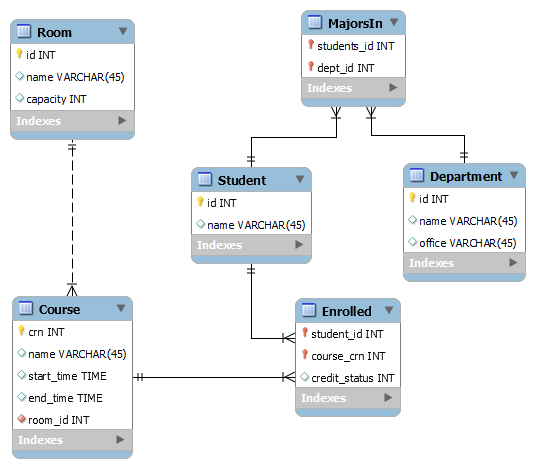 Room
id INT
name VARCHAR(45)
capacity INT
Indexes
MajorsIn
students_id INT
dept_id INT
Indexes
Student
id INT
name VARCHAR(45)
Indexes
Department
id INT
name VARCHAR(45)
office VARCHAR(45)
Indexes
Course
crn INT
name VARCHAR(45)
start_time TIME
end_time TIME
room_id INT
Indexes
Enrolled
student_id INT
course_crn INT
credit_status INT
Indexes